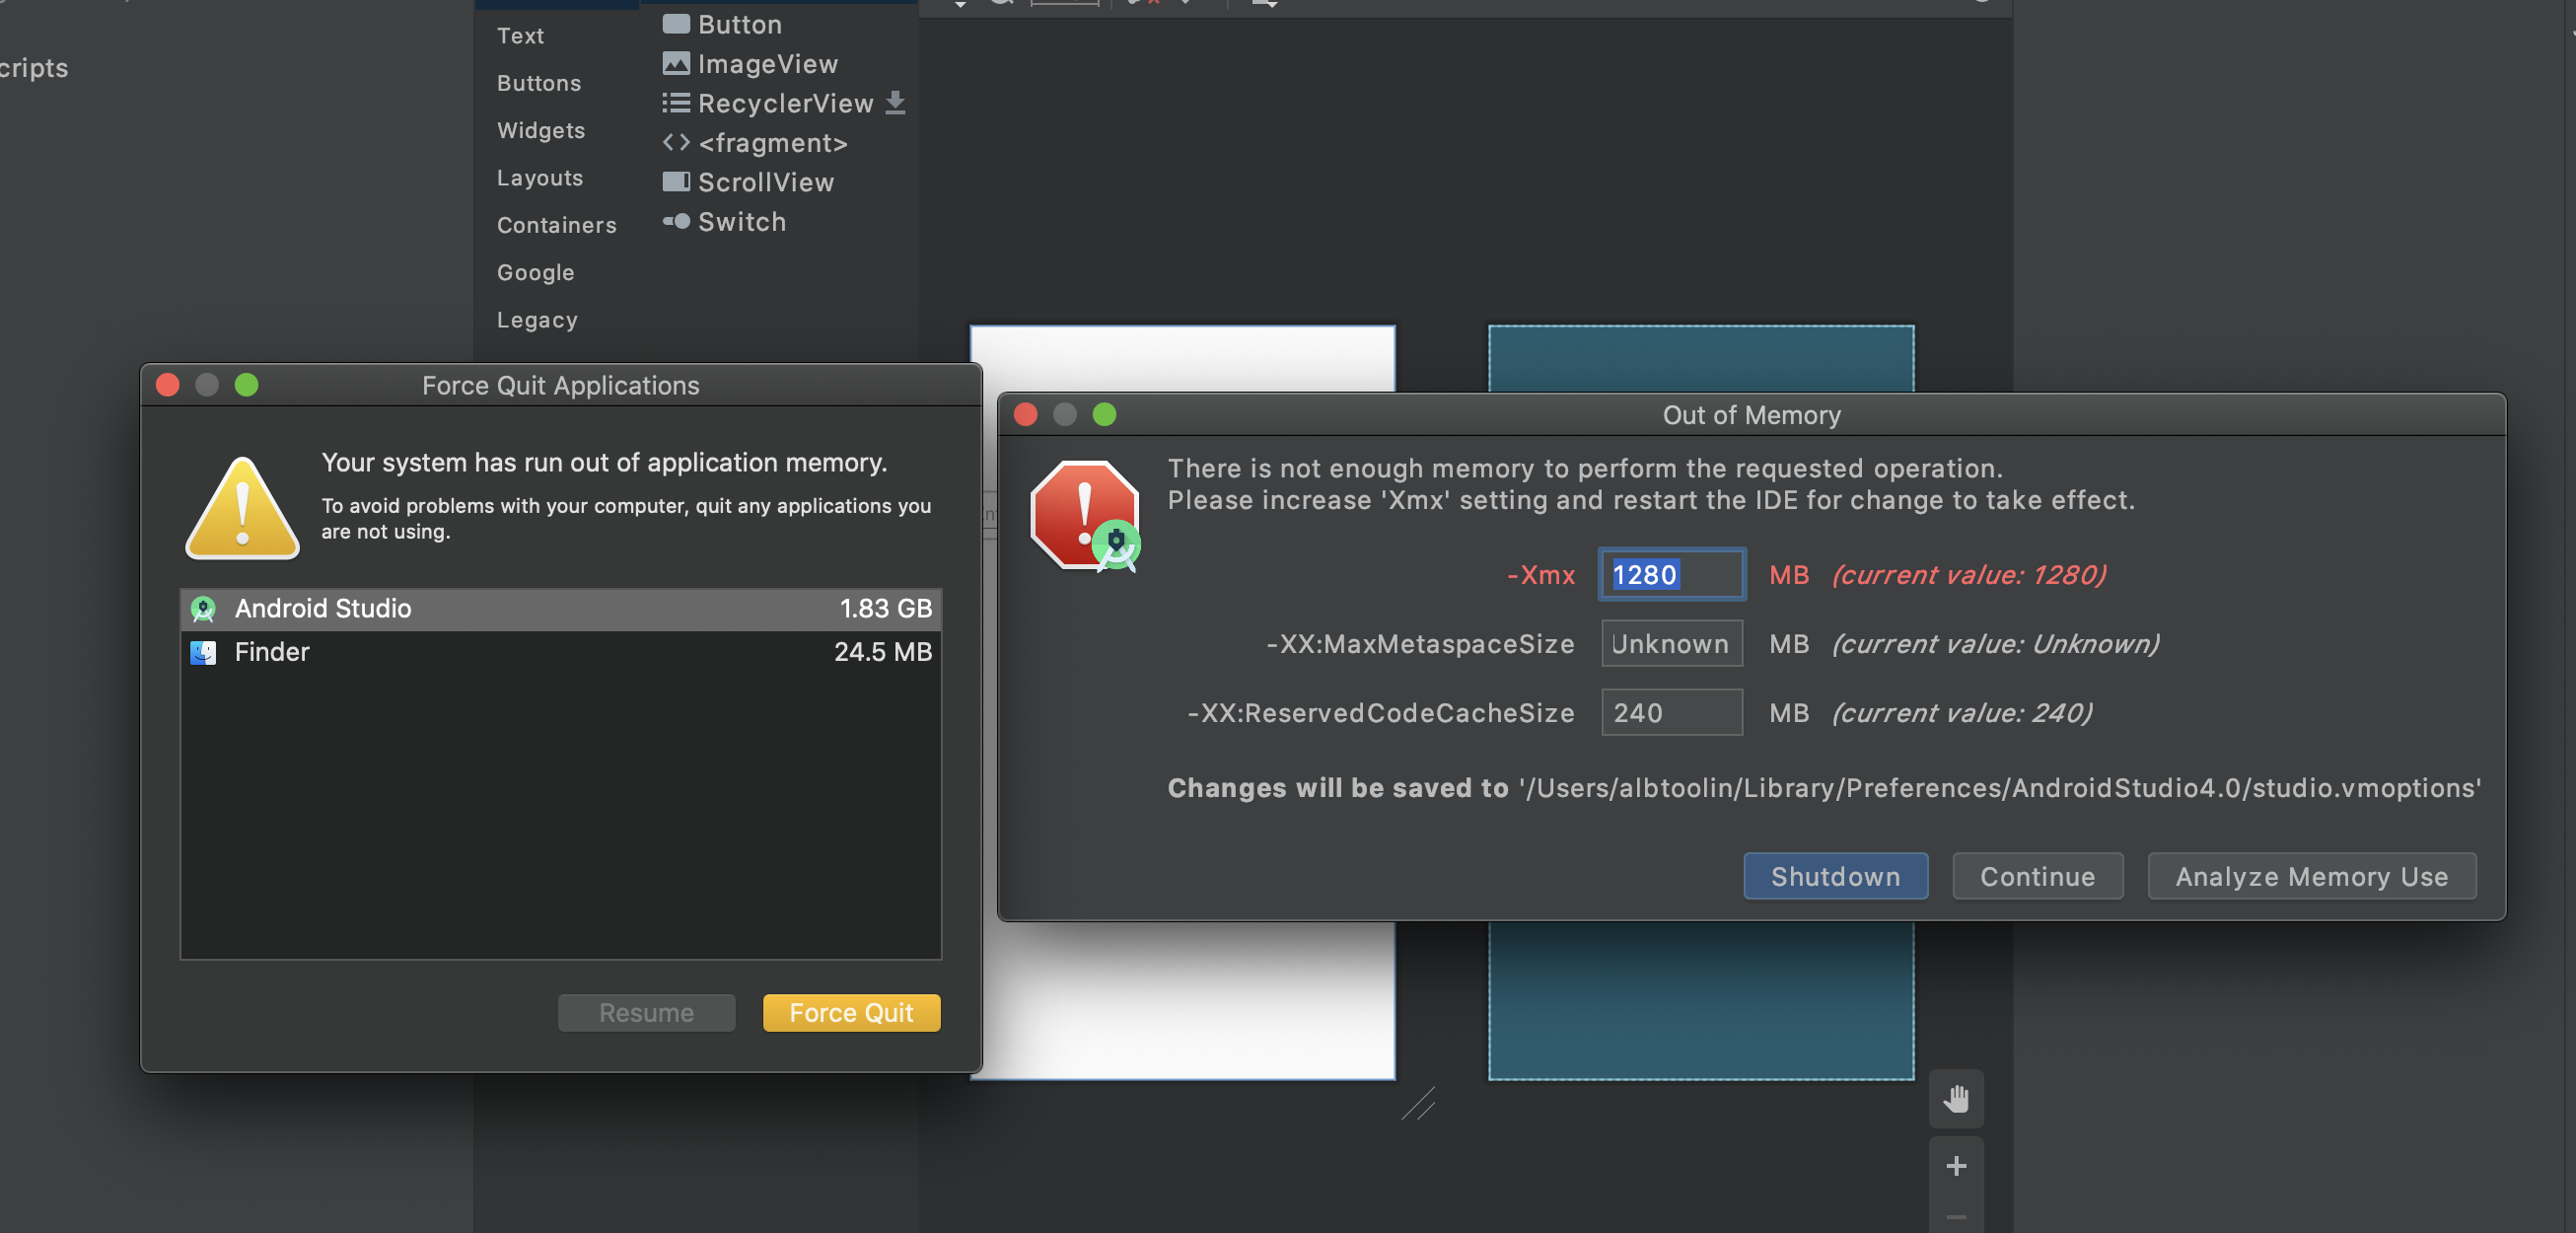 cripts
Text
Buttons
Widgets
Layouts
Containers
Google
Legacy
Button
ImageView
RecyclerView
<fragment>
ScrollView
Switch
Force Quit Applications
Your system has run out of application memory.
To avoid problems with your computer, quit any applications you
are not using.
Android Studio 1.83 GB
Finder 24.5 MB
Resume Force Quit
Out of Memory
There is not enough memory to perform the requested operation.
Please increase 'Xmx' setting and restart the IDE for change to take effect.
-Xmx 1280 MB (current value: 1280)
-XX:MaxMetaspaceSize Unknown MB (current value: Unknown)
-XX:ReservedCodeCacheSize 240 MB (current value: 240)
Changes will be saved to '/Users/albtoolin/Library/Preferences/AndroidStudio4.0/studio.vmoptions'
Shutdown Continue Analyze Memory Use